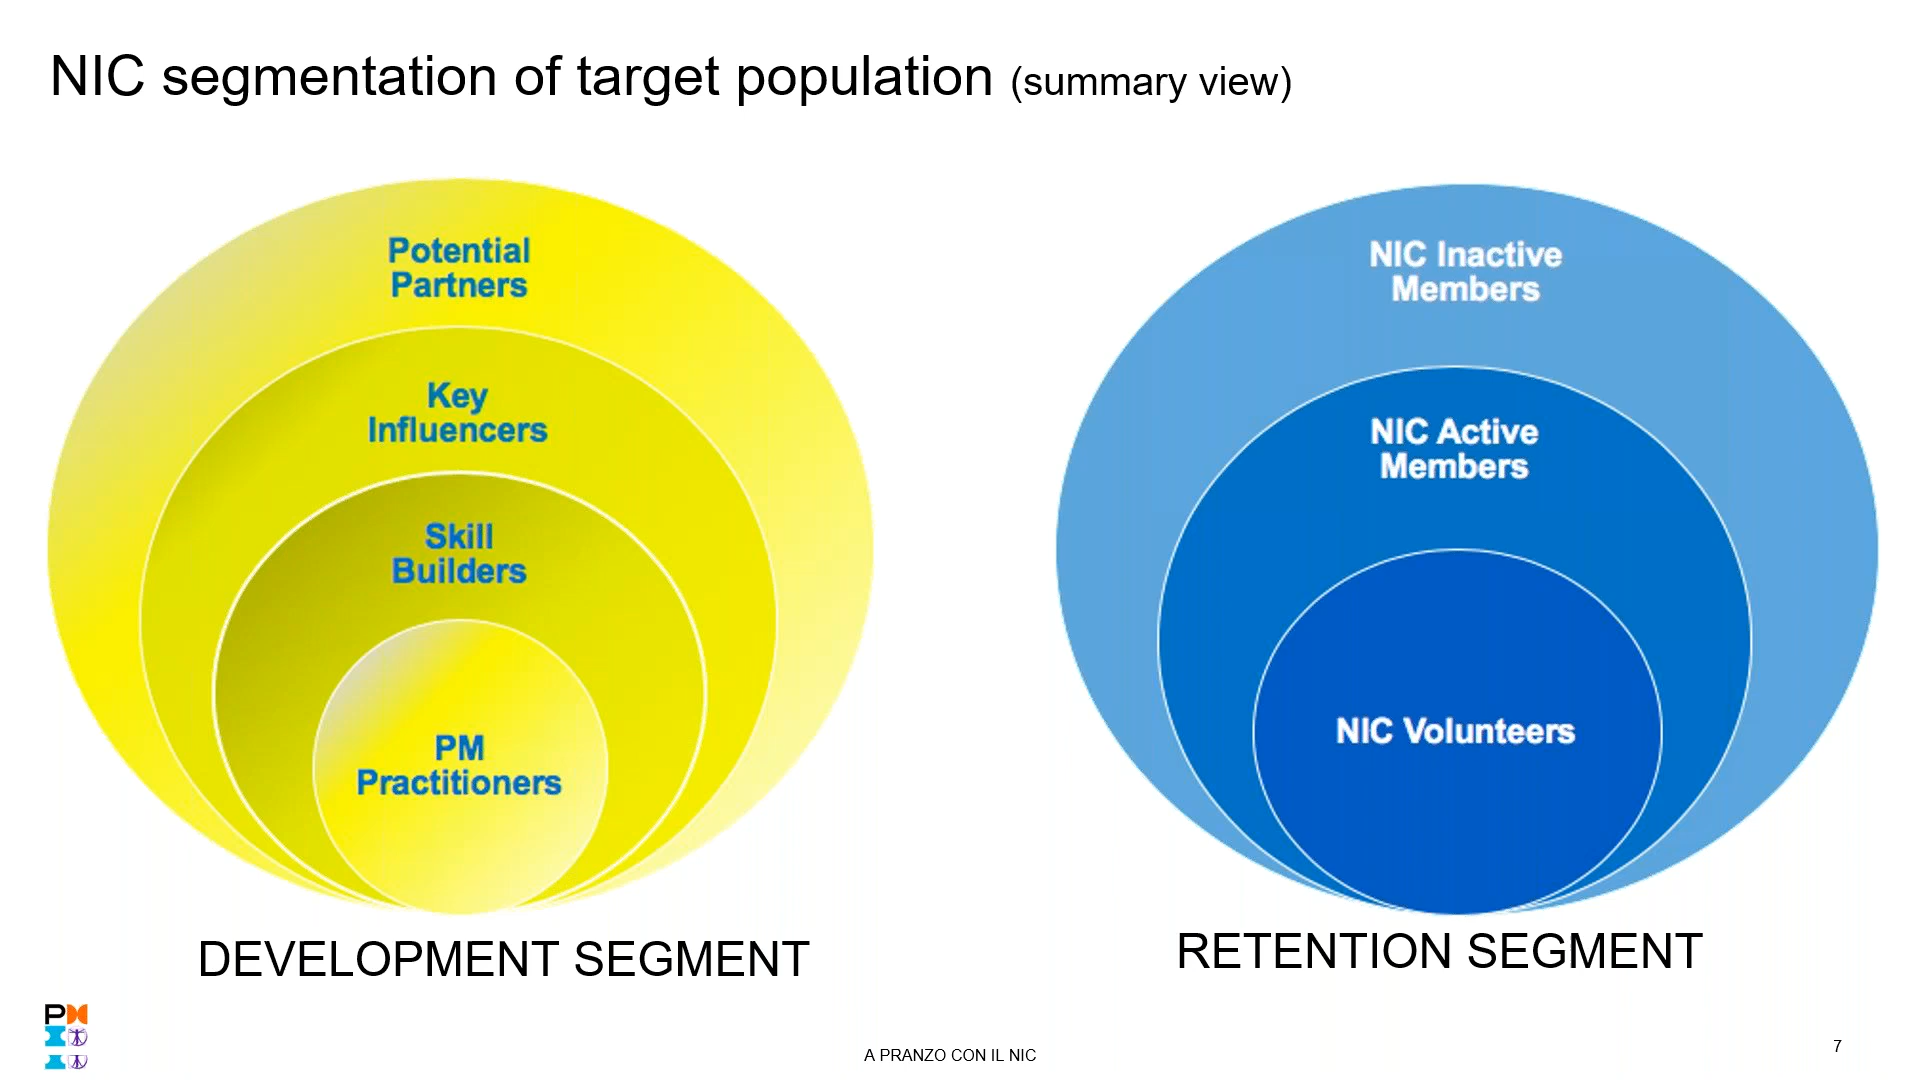 NIC segmentation of target population (summary view)
Potential
Partners
Key
Influencers
Skill
Builders
PM
Practitioners
DEVELOPMENT SEGMENT
NIC Inactive
Members
NIC Active
Members
NIC Volunteers
RETENTION SEGMENT
A PRANZO CON IL NIC
7